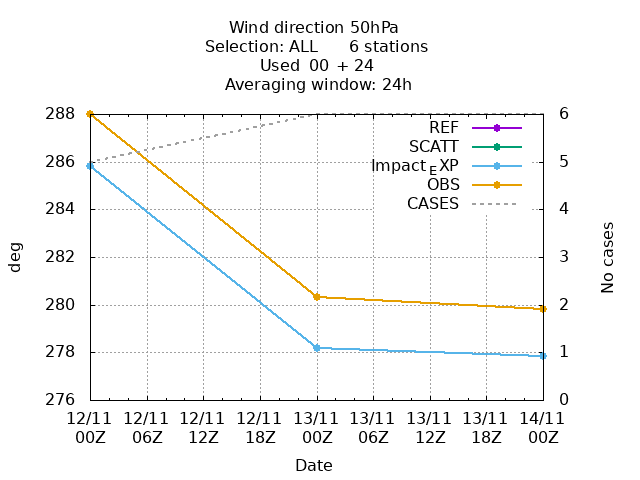 Wind direction 50hPa
Selection: ALL 6 stations
Used 00 + 24
Averaging window: 24h
288 6
REF
SCATT
286 5
Impact_EXP
OBS
284 4
CASES
282 3
deg
No cases
280 2
278 1
276 0
12/11 12/11 12/11 12/11 13/11 13/11 13/11 13/11 14/11
00Z 06Z 12Z 18Z 00Z 06Z 12Z 18Z 00Z
Date